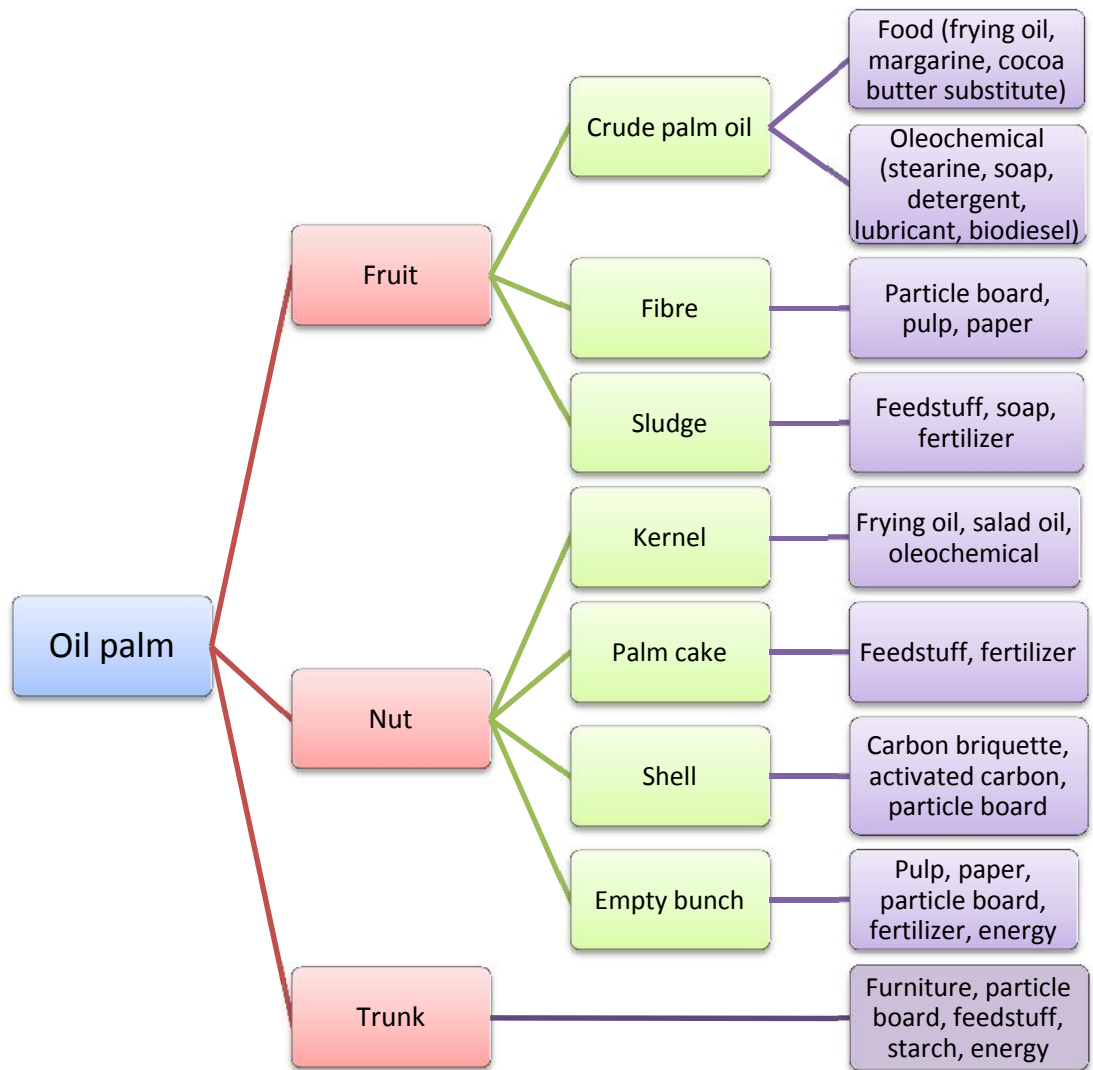 Oil palm
Fruit
Nut
Trunk
Crude palm oil
Fibre
Sludge
Kernel
Palm cake
Shell
Empty bunch
Food (frying oil,
margarine, cocoa
butter substitute)
Oleochemical
(stearine, soap,
detergent,
lubricant, biodiesel)
Particle board,
pulp, paper
Feedstuff, soap,
fertilizer
Frying oil, salad oil,
oleochemical
Feedstuff, fertilizer
Carbon briquette,
activated carbon,
particle board
Pulp, paper,
particle board,
fertilizer, energy
Furniture, particle
board, feedstuff,
starch, energy